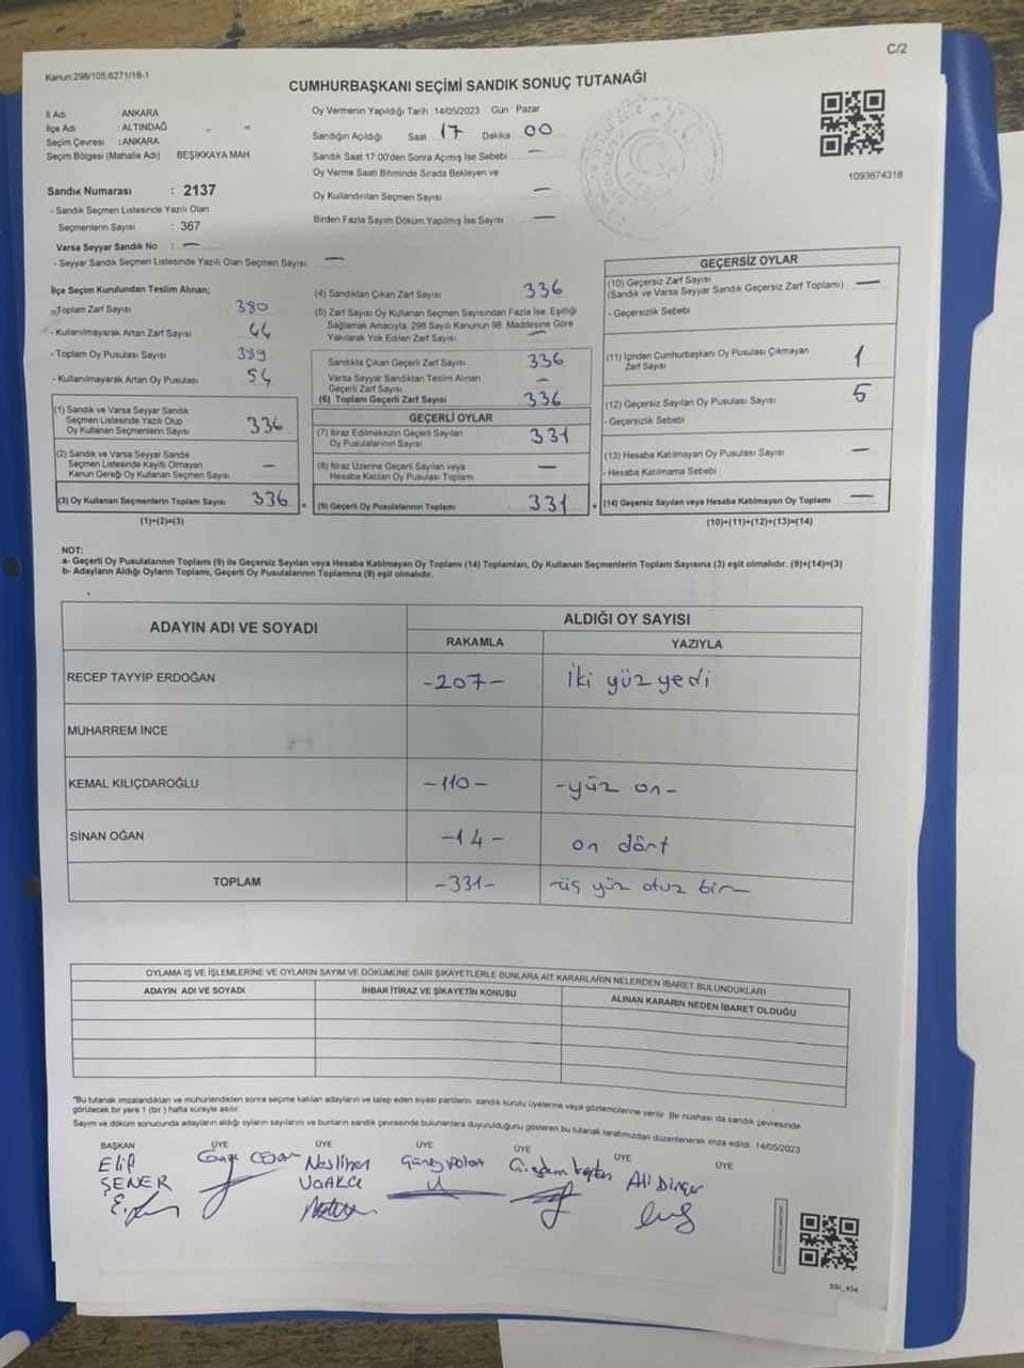 C/2
Kanun:298/105,6271/18-1
CUMHURBAŞKANI SEÇİMİ SANDIK SONUÇ TUTANAĞI
İl Adı : ANKARA
İlçe Adı : ALTINDAĞ
Seçim Çevresi : ANKARA
Seçim Bölgesi (Mahalle Adı) BEŞİKKAYA MAH.
Sandık Numarası : 2137
- Sandık Seçmen Listesinde Yazılı Olan
Seçmenlerin Sayısı : 367
Varsa Seyyar Sandık No : —
- Seyyar Sandık Seçmen Listesinde Yazılı Olan Seçmen Sayısı: —
Oy Vermenin Yapıldığı Tarih: 14/05/2023 Gün : Pazar
Sandığın Açıldığı Saat 17 Dakika 00
Sandık Saat 17:00'den Sonra Açımış İse Sebebi —
Oy Verme Saati Bitiminde Sırada Bekleyen ve
Oy Kullandırılan Seçmen Sayısı —
Birden Fazla Sayım Döküm Yapılmış İse Sayısı —
1093674318
İlçe Seçim Kurulundan Teslim Alınan;
- Toplam Zarf Sayısı 380
- Kullanılmayarak Artan Zarf Sayısı 44
- Toplam Oy Pusulası Sayısı 389
- Kullanılmayarak Artan Oy Pusulası 54
(1) Sandık ve Varsa Seyyar Sandık
Seçmen Listesinde Yazılı Olup
Oy Kullanan Seçmenlerin Sayısı 336
(2) Sandık ve Varsa Seyyar Sandık
Seçmen Listesinde Kayıtlı Olmayan
Kanun Gereği Oy Kullanan Seçmen Sayısı —
(3) Oy Kullanan Seçmenlerin Toplam Sayısı 336
(1)+(2)=(3)
(4) Sandıktan Çıkan Zarf Sayısı 336
(5) Zarf Sayısı Oy Kullanan Seçmen Sayısından Fazla İse, Eşitliği
Sağlamak Amacıyla, 298 Sayılı Kanunun 98. Maddesine Göre
Yakılarak Yok Edilen Zarf Sayısı —
Sandıkta Çıkan Geçerli Zarf Sayısı 336
Varsa Seyyar Sandıktan Teslim Alınan
Geçerli Zarf Sayısı —
(6) Toplam Geçerli Zarf Sayısı 336
GEÇERLİ OYLAR
(7) İtiraz Edilmeksizin Geçerli Sayılan
Oy Pusulalarının Sayısı 331
(8) İtiraz Üzerine Geçerli Sayılan veya
Hesaba Katılan Oy Pusulası Toplamı —
(9) Geçerli Oy Pusulalarının Toplamı 331
GEÇERSİZ OYLAR
(10) Geçersiz Zarf Sayısı
(Sandık ve Varsa Seyyar Sandık Geçersiz Zarf Toplamı) —
- Geçersizlik Sebebi
(11) İçinden Cumhurbaşkanı Oy Pusulası Çıkmayan
Zarf Sayısı 1
(12) Geçersiz Sayılan Oy Pusulası Sayısı 5
- Geçersizlik Sebebi
(13) Hesaba Katılmayan Oy Pusulası Sayısı —
- Hesaba Katılmama Sebebi
(14) Geçersiz Sayılan veya Hesaba Katılmayan Oy Toplamı —
(10)+(11)+(12)+(13)=(14)
NOT:
a- Geçerli Oy Pusulalarının Toplamı (9) ile Geçersiz Sayılan veya Hesaba Katılmayan Oy Toplamı (14) Toplamları, Oy Kullanan Seçmenlerin Toplam Sayısına (3) eşit olmalıdır. (9)+(14)=(3)
b- Adayların Aldığı Oyların Toplamı, Geçerli Oy Pusulalarının Toplamına (9) eşit olmalıdır.
ADAYIN ADI VE SOYADI
ALDIĞI OY SAYISI
RAKAMLA YAZIYLA
RECEP TAYYİP ERDOĞAN -207- İki yüz yedi
MUHARREM İNCE
KEMAL KILIÇDAROĞLU -110- -yüz on-
SİNAN OĞAN -14- on dört
TOPLAM -331- -üç yüz otuz bir-
OYLAMA İŞ VE İŞLEMLERİNE VE OYLARIN SAYIM VE DÖKÜMÜNE DAİR ŞİKAYETLERLE BUNLARA AİT KARARLARIN NELERDEN İBARET BULUNDUKLARI
ADAYIN ADI VE SOYADI İHBAR İTİRAZ VE ŞİKAYETİN KONUSU ALINAN KARARIN NEDEN İBARET OLDUĞU
*Bu tutanak imzalandıktan ve mühürlendikten sonra seçime katılan adayların ve talep eden siyasi partilerin sandık kurulu üyelerine veya gözlemcilerine verilir. Bir nüshası da sandık çevresinde
görülecek bir yere 1 (bir) hafta süreyle asılır.
Sayım ve döküm sonucunda adayların aldığı oyların sayılarını ve bunların sandık çevresinde bulunanlara duyurulduğunu gösteren bu tutanak tarafımızdan düzenlenerek imza edildi. 14/05/2023
BAŞKAN ÜYE ÜYE ÜYE ÜYE ÜYE ÜYE
Elif
ŞENER
Neslihan
Ali Dinçer